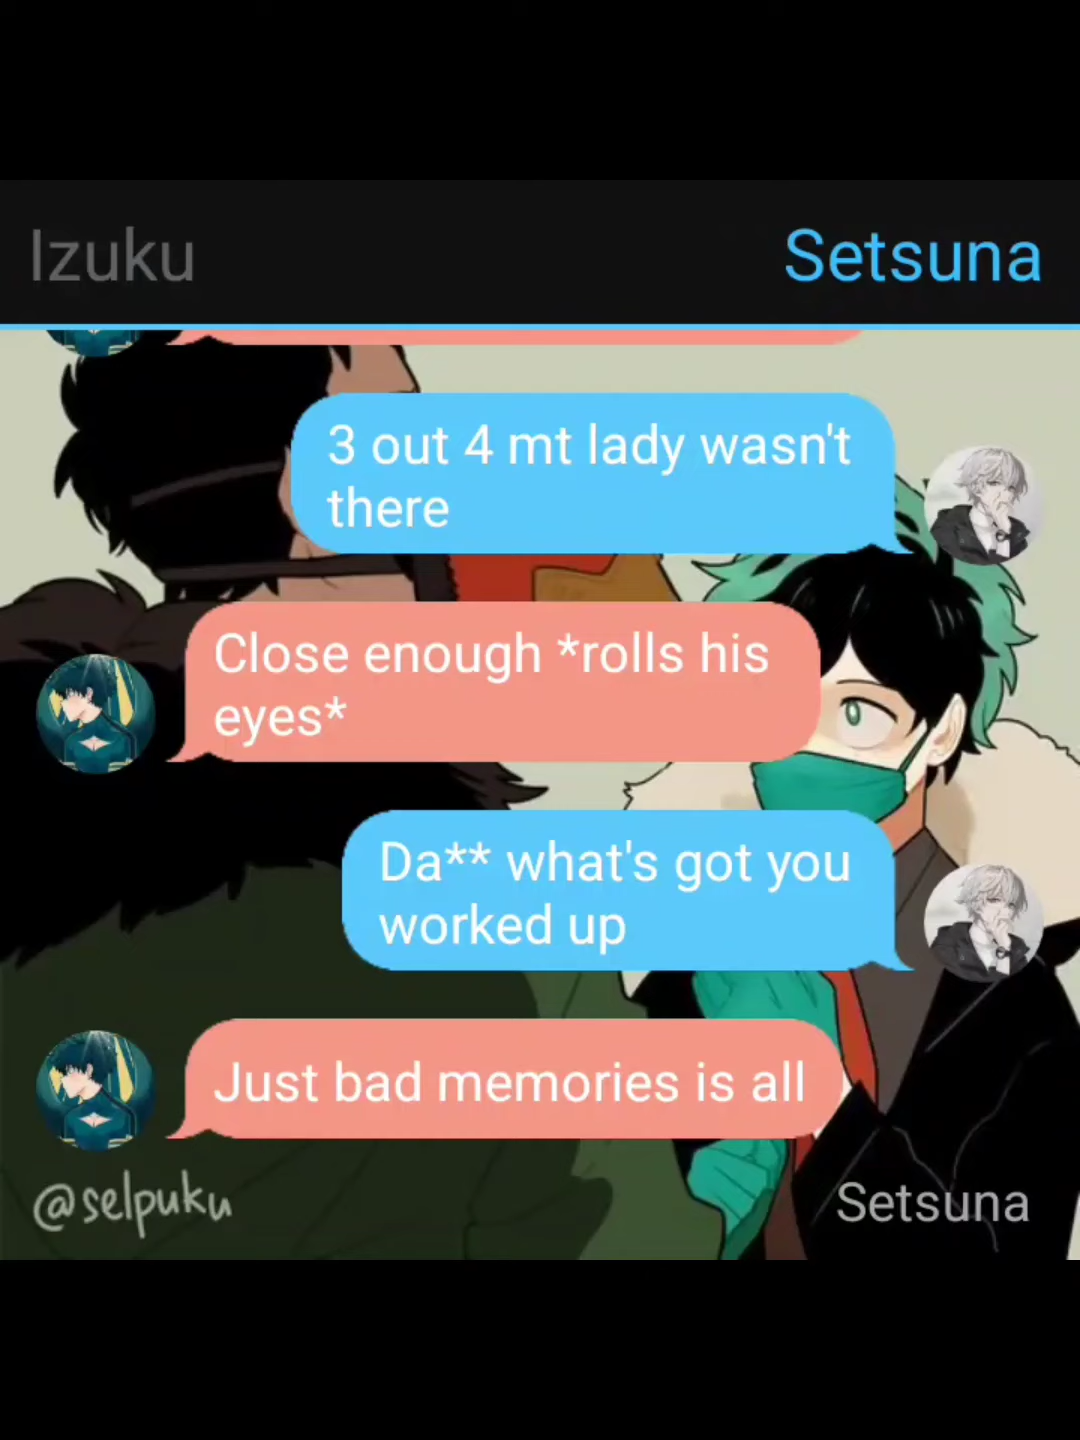 Izuku
Setsuna
3 out 4 mt lady wasn't
there
Close enough *rolls his
eyes*
Da** what's got you
worked up
Just bad memories is all
@selpuku
Setsuna